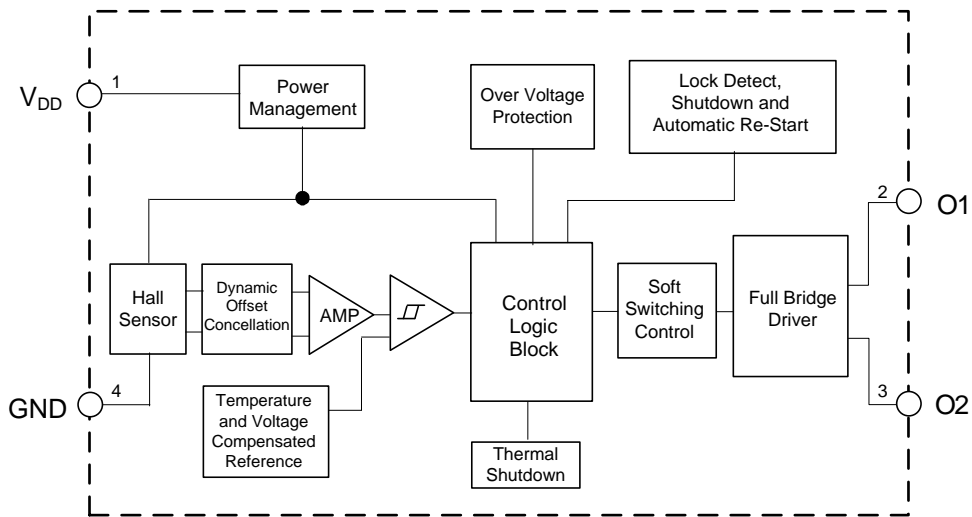 1
V_DD
Power
Management
Over Voltage
Protection
Lock Detect,
Shutdown and
Automatic Re-Start
2
O1
Hall
Sensor
Dynamic
Offset
Concellation
AMP
Control
Logic
Block
Soft
Switching
Control
Full Bridge
Driver
4
GND
Temperature
and Voltage
Compensated
Reference
Thermal
Shutdown
3
O2